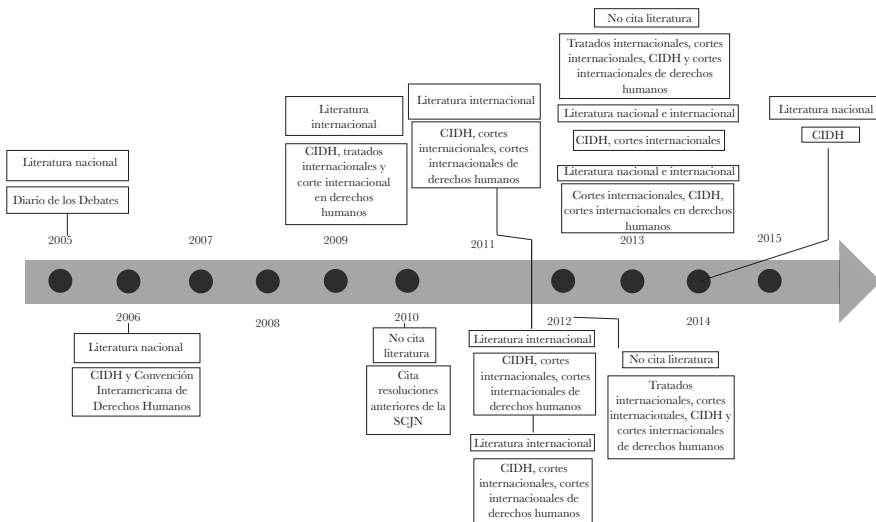 No cita literatura
Tratados internacionales, cortes
internacionales, CIDH y cortes
internacionales de derechos
humanos
Literatura nacional e internacional
CIDH, cortes internacionales
Literatura nacional e internacional
Cortes internacionales, CIDH,
cortes internacionales en derechos
humanos
Literatura nacional
CIDH
Literatura internacional
CIDH, cortes
internacionales, cortes
internacionales de
derechos humanos
Literatura
internacional
CIDH, tratados
internacionales y
corte internacional
en derechos
humanos
Literatura nacional
Diario de los Debates
2005
2007
2009
2011
2013
2015
2006
2008
2010
2012
2014
Literatura nacional
CIDH y Convención
Interamericana de
Derechos Humanos
No cita
literatura
Cita
resoluciones
anteriores de la
SCJN
Literatura internacional
CIDH, cortes
internacionales, cortes
internacionales de
derechos humanos
Literatura internacional
CIDH, cortes
internacionales, cortes
internacionales de
derechos humanos
No cita literatura
Tratados
internacionales, cortes
internacionales, CIDH y
cortes internacionales
de derechos humanos